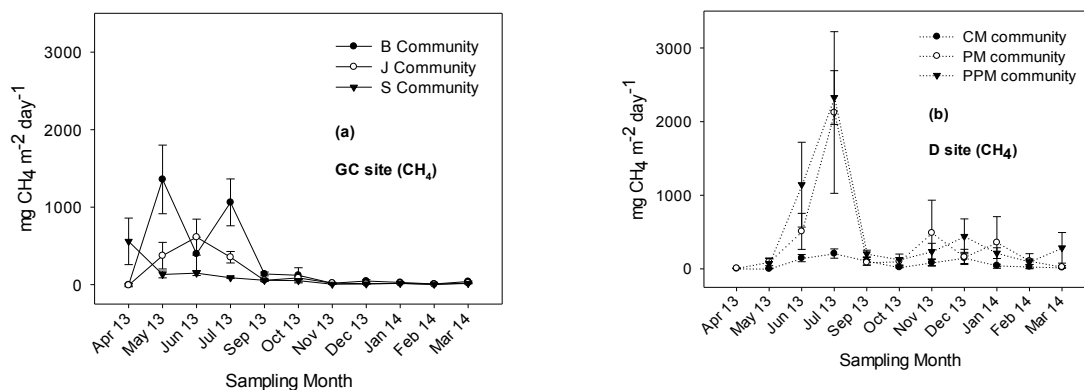 3000
2000
1000
0
mg CH₄ m⁻² day⁻¹
B Community
J Community
S Community
(a)
GC site (CH₄)
Apr 13
May 13
Jun 13
Jul 13
Sep 13
Oct 13
Nov 13
Dec 13
Jan 14
Feb 14
Mar 14
Sampling Month
3000
2000
1000
0
mg CH₄ m⁻² day⁻¹
CM community
PM community
PPM community
(b)
D site (CH₄)
Apr 13
May 13
Jun 13
Jul 13
Sep 13
Oct 13
Nov 13
Dec 13
Jan 14
Feb 14
Mar 14
Sampling Month